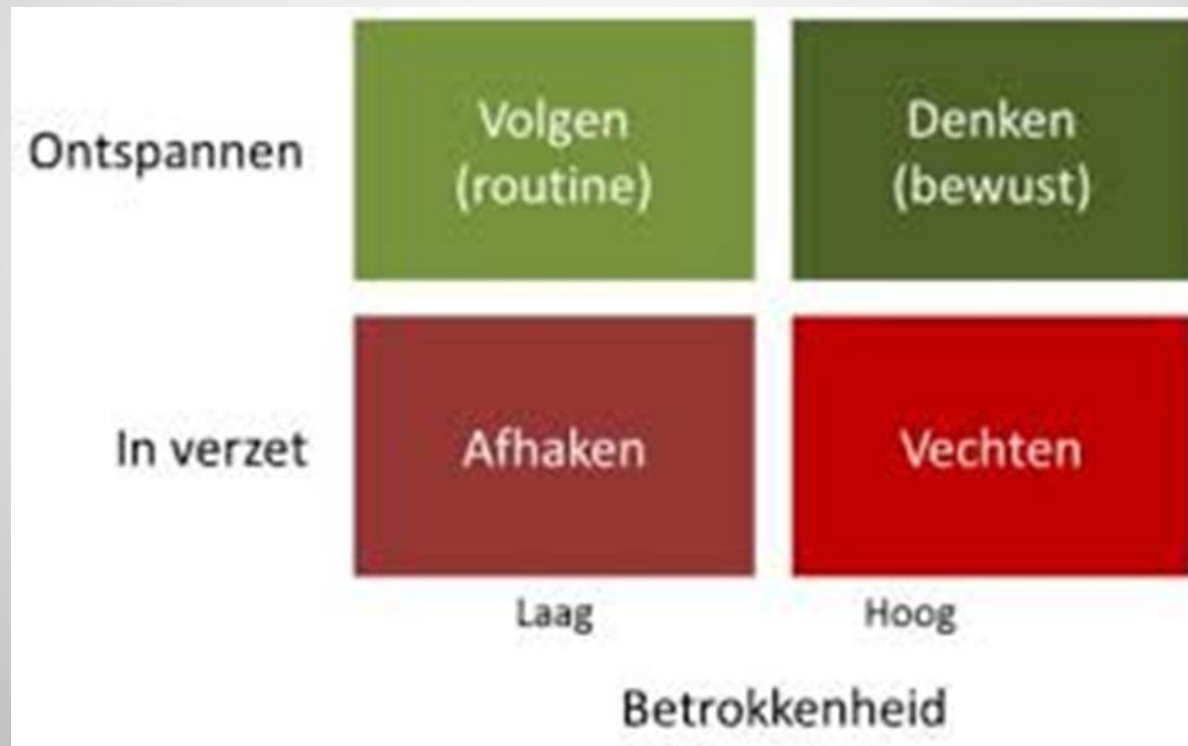 Ontspannen
Volgen
(routine)
Denken
(bewust)
In verzet
Afhaken
Vechten
Laag
Hoog
Betrokkenheid